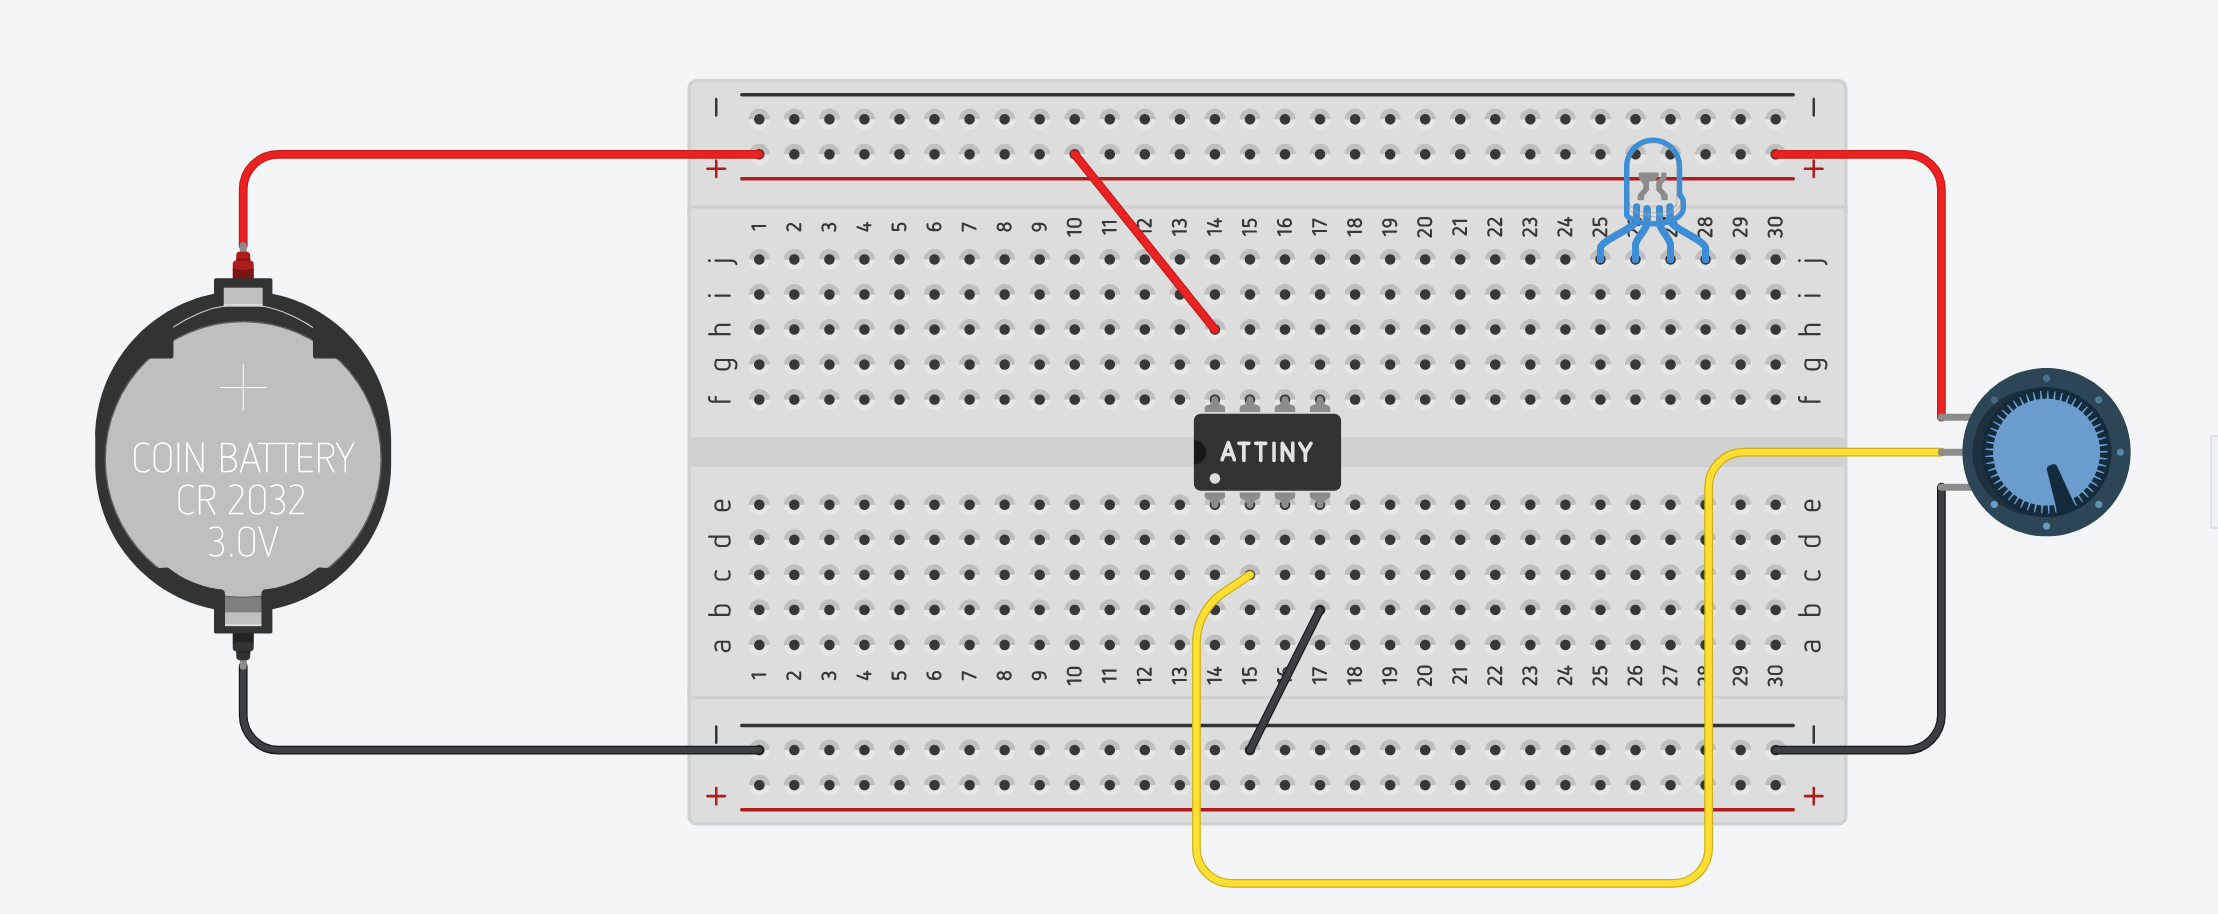 − −
+ +
1 2 3 4 5 6 7 8 9 10 11 12 13 14 15 16 17 18 19 20 21 22 23 24 25 28 29 30
j j
i i
h h
g g
f f
ATTINY
COIN BATTERY
CR 2032
3.0V
e e
d d
c c
b b
a a
1 2 3 4 5 6 7 8 9 10 11 12 13 14 15 16 17 18 19 20 21 22 23 24 25 26 27 28 29 30
− −
+ +